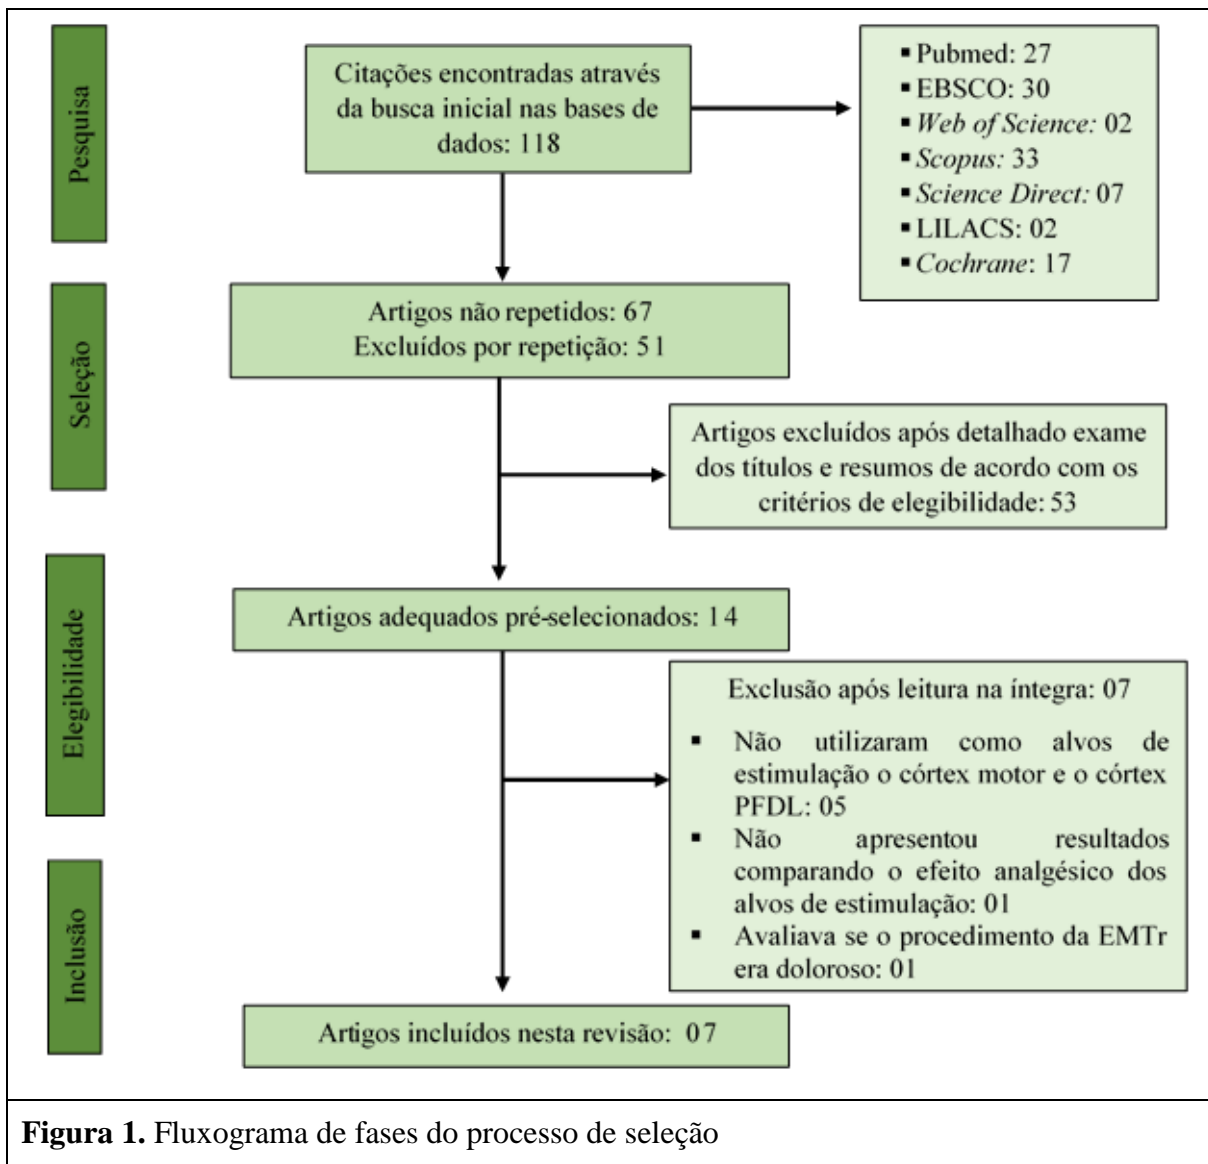 Pesquisa
Citações encontradas através
da busca inicial nas bases de
dados: 118
▪ Pubmed: 27
▪ EBSCO: 30
▪ Web of Science: 02
▪ Scopus: 33
▪ Science Direct: 07
▪ LILACS: 02
▪ Cochrane: 17
Seleção
Artigos não repetidos: 67
Excluídos por repetição: 51
Artigos excluídos após detalhado exame
dos títulos e resumos de acordo com os
critérios de elegibilidade: 53
Elegibilidade
Artigos adequados pré-selecionados: 14
Exclusão após leitura na íntegra: 07
▪ Não utilizaram como alvos de
estimulação o córtex motor e o córtex
PFDL: 05
▪ Não apresentou resultados
comparando o efeito analgésico dos
alvos de estimulação: 01
▪ Avaliava se o procedimento da EMTr
era doloroso: 01
Inclusão
Artigos incluídos nesta revisão: 07
Figura 1. Fluxograma de fases do processo de seleção